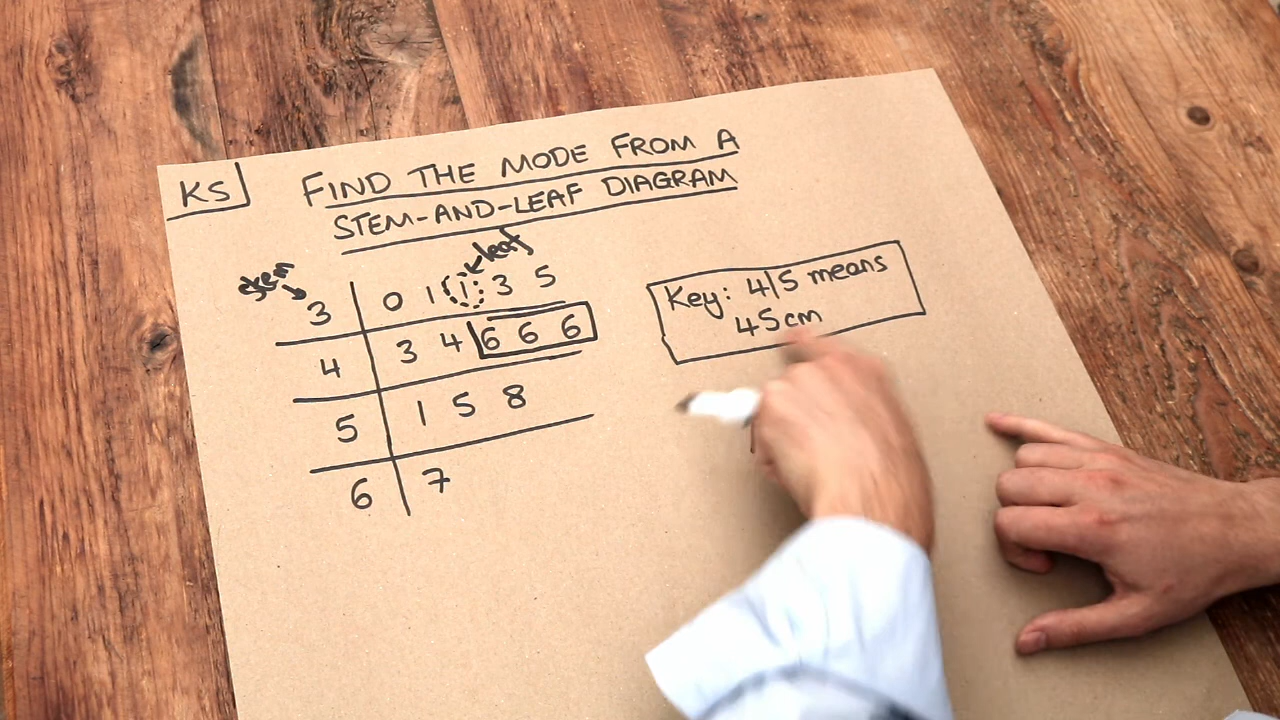 KS FIND THE MODE FROM A
STEM-AND-LEAF DIAGRAM
stem leaf
3 | 0 1 1 3 5
4 | 3 4 6 6 6
5 | 1 5 8
6 | 7
Key: 4|5 means
45cm